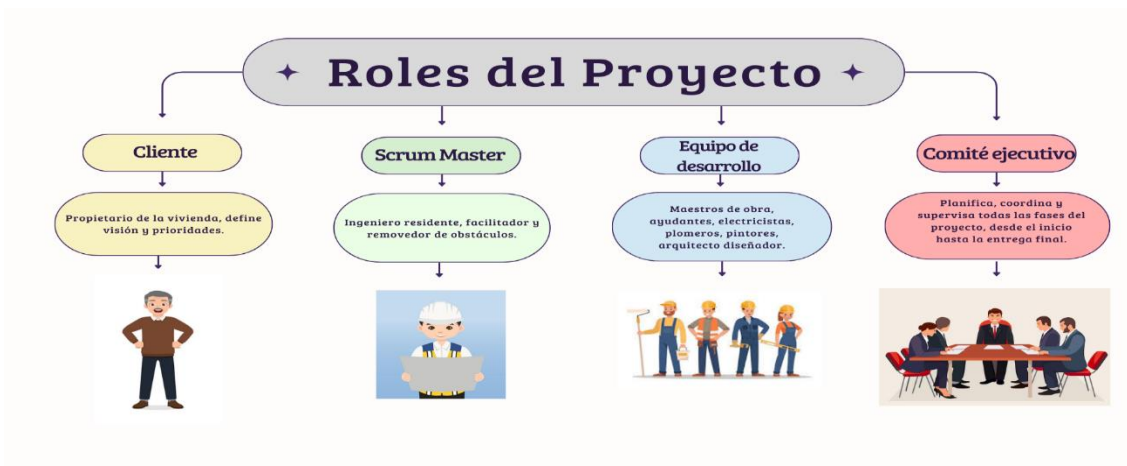 Roles del Proyecto
Cliente
Propietario de la vivienda, define
visión y prioridades.
Scrum Master
Ingeniero residente, facilitador y
removedor de obstáculos.
Equipo de
desarrollo
Maestros de obra,
ayudantes, electricistas,
plomeros, pintores,
arquitecto diseñador.
Comité ejecutivo
Planifica, coordina y
supervisa todas las fases del
proyecto, desde el inicio
hasta la entrega final.